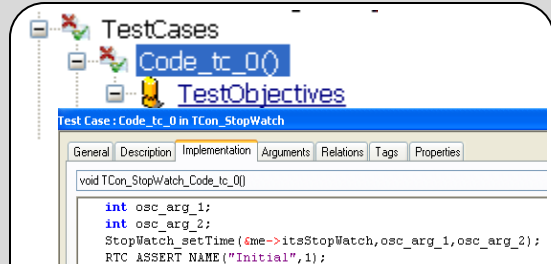 TestCases
Code_tc_0()
TestObjectives
Test Case : Code_tc_0 in TCon_StopWatch
General Description Implementation Arguments Relations Tags Properties
void TCon_StopWatch_Code_tc_0()
int osc_arg_1;
int osc_arg_2;
StopWatch_setTime(&me->itsStopWatch,osc_arg_1,osc_arg_2);
RTC_ASSERT_NAME("Initial",1);